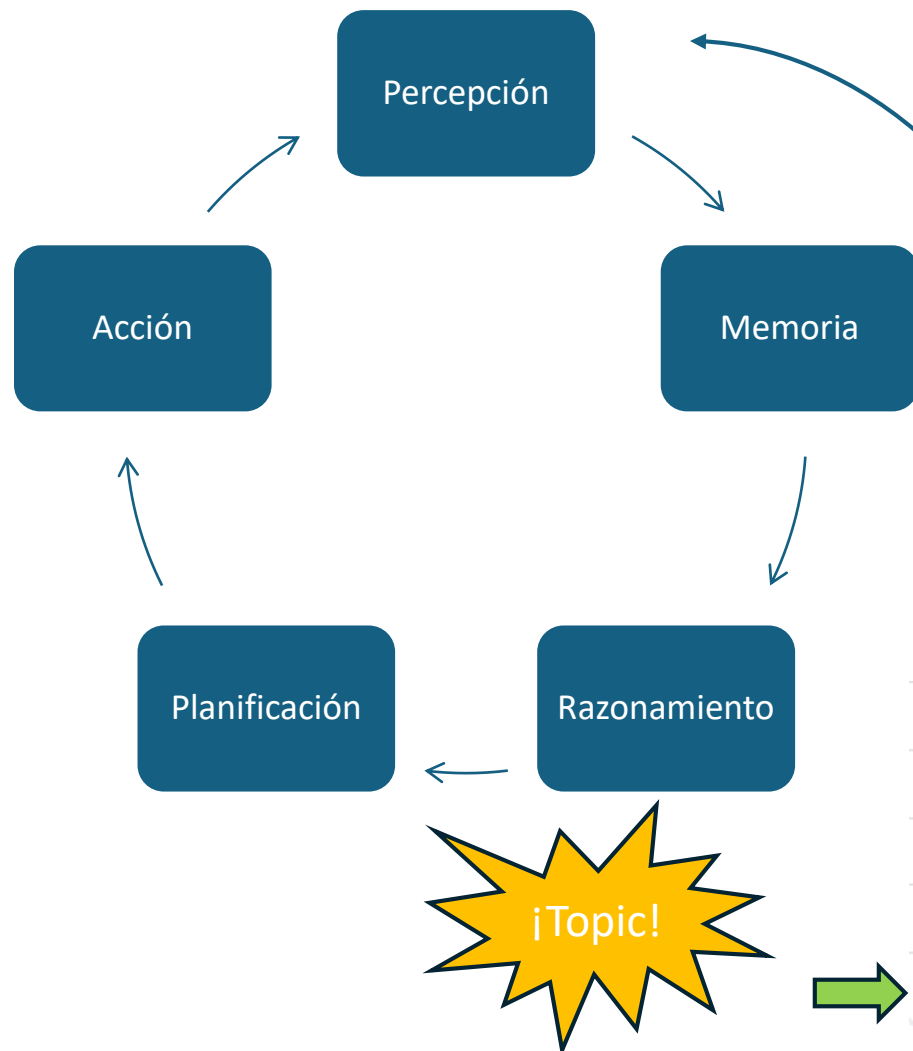 Percepción
Acción
Memoria
Planificación
Razonamiento
¡Topic!